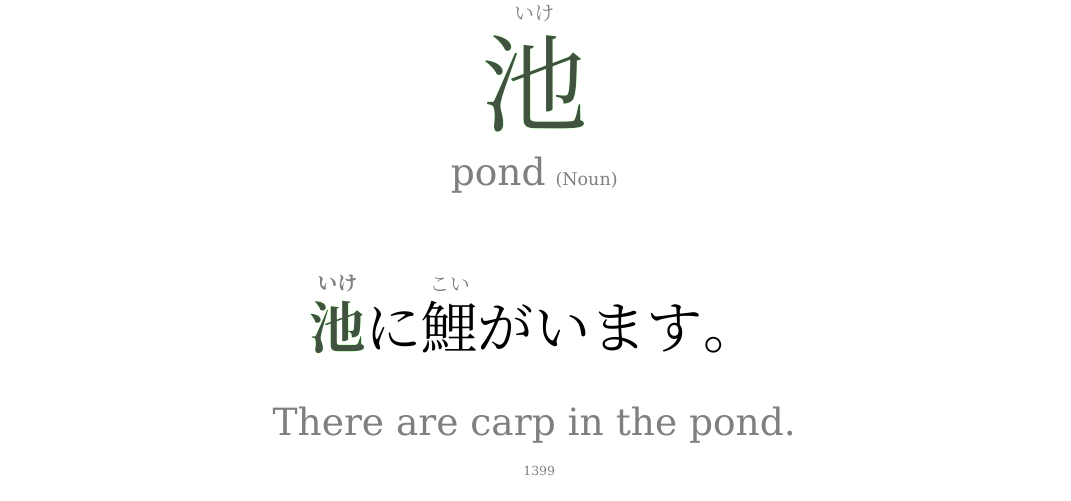 いけ
池
pond (Noun)
いけ こい
池に鯉がいます。
There are carp in the pond.
1399